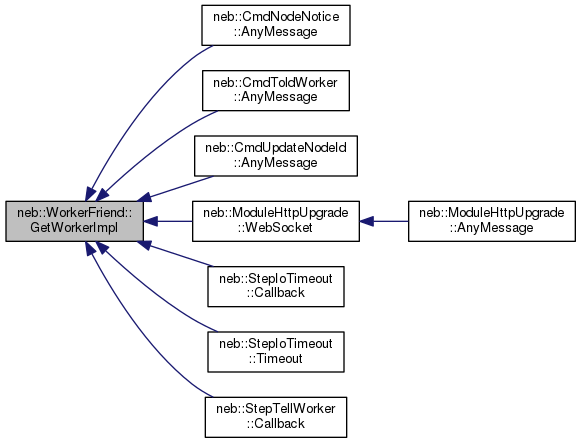 neb::CmdNodeNotice
::AnyMessage
neb::CmdToldWorker
::AnyMessage
neb::CmdUpdateNodeId
::AnyMessage
neb::WorkerFriend::
GetWorkerImpl
neb::ModuleHttpUpgrade
::WebSocket
neb::ModuleHttpUpgrade
::AnyMessage
neb::StepIoTimeout
::Callback
neb::StepIoTimeout
::Timeout
neb::StepTellWorker
::Callback